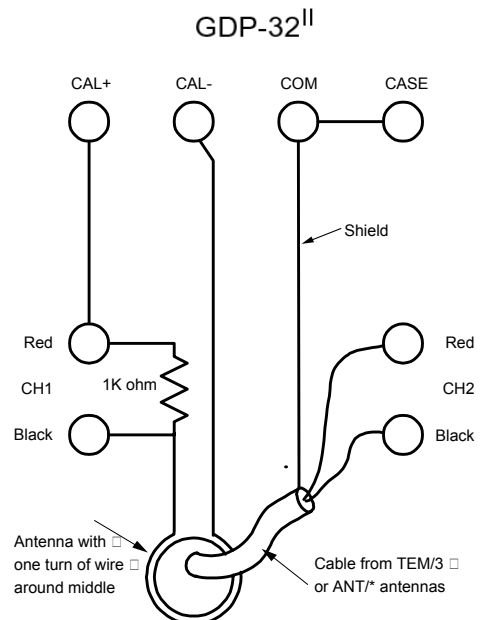 GDP-32II
CAL+ CAL- COM CASE
Shield
Red Red
CH1 1K ohm CH2
Black Black
Antenna with □
one turn of wire □
around middle
Cable from TEM/3 □
or ANT/* antennas